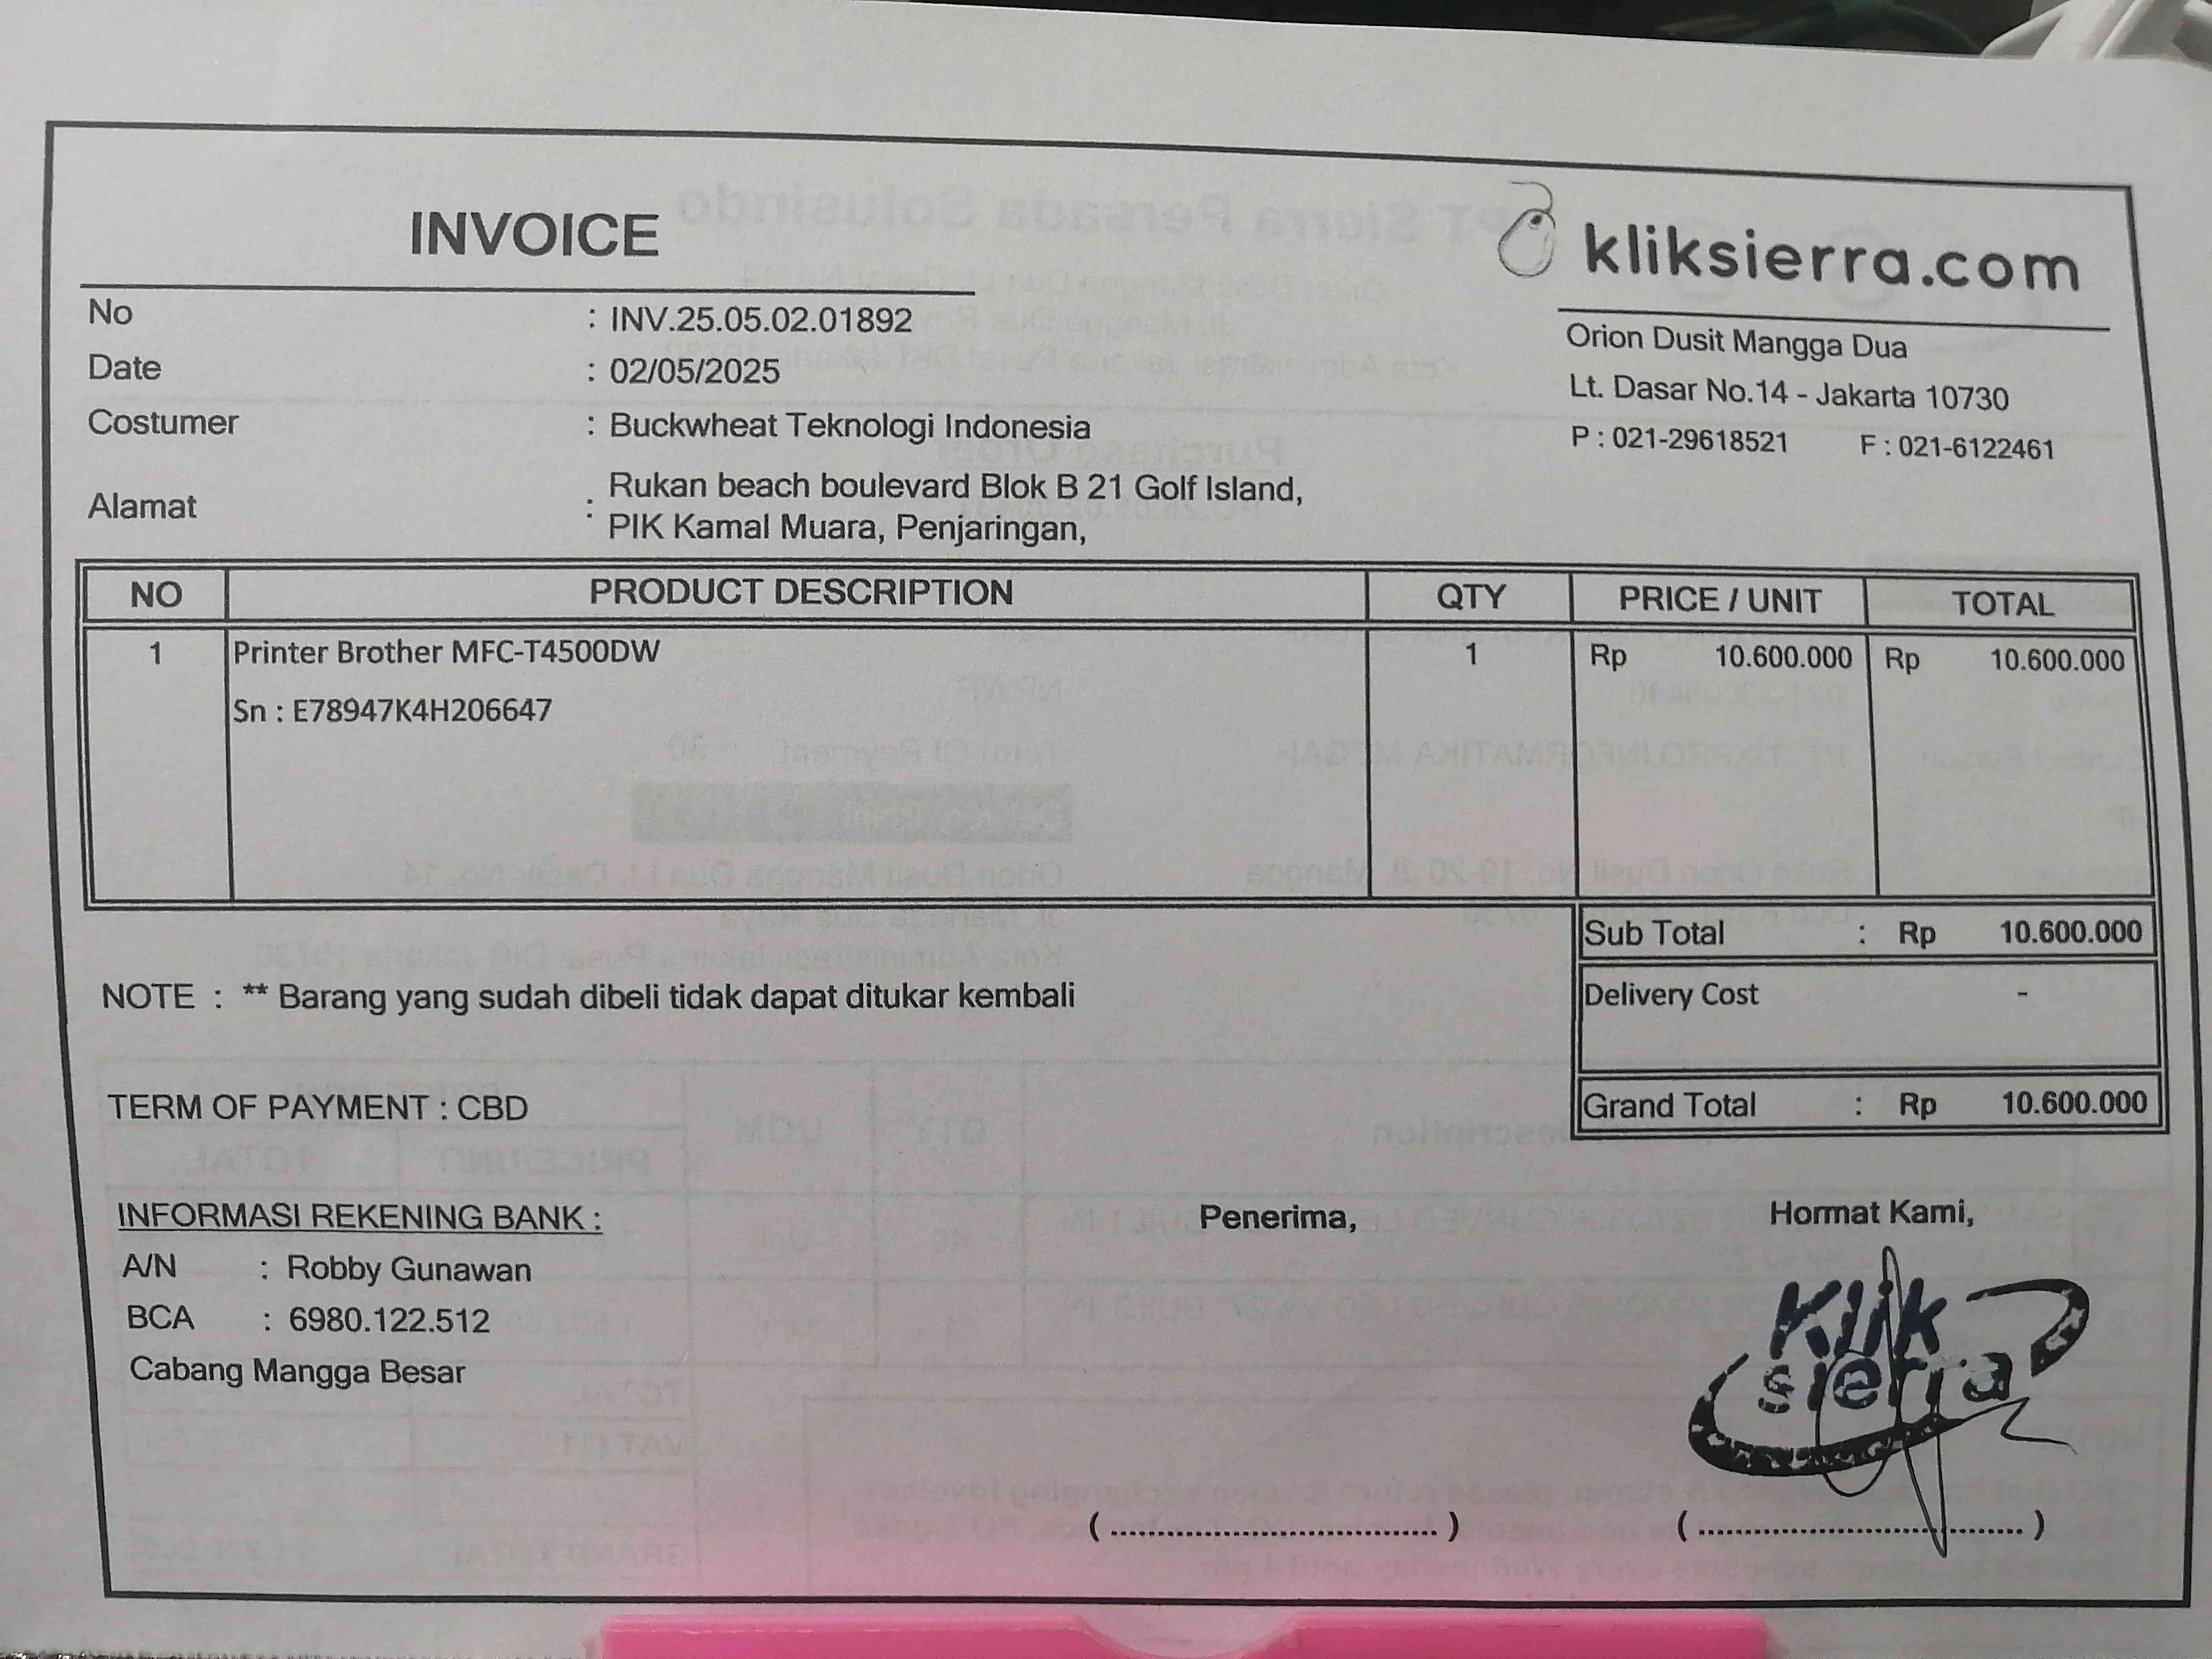 INVOICE
kliksierra.com
Orion Dusit Mangga Dua
Lt. Dasar No.14 - Jakarta 10730
P : 021-29618521 F : 021-6122461
No : INV.25.05.02.01892
Date : 02/05/2025
Costumer : Buckwheat Teknologi Indonesia
Alamat : Rukan beach boulevard Blok B 21 Golf Island,
PIK Kamal Muara, Penjaringan,
NO PRODUCT DESCRIPTION QTY PRICE / UNIT TOTAL
1 Printer Brother MFC-T4500DW 1 Rp 10.600.000 Rp 10.600.000
Sn : E78947K4H206647
Sub Total : Rp 10.600.000
Delivery Cost -
Grand Total : Rp 10.600.000
NOTE : ** Barang yang sudah dibeli tidak dapat ditukar kembali
TERM OF PAYMENT : CBD
INFORMASI REKENING BANK :
A/N : Robby Gunawan
BCA : 6980.122.512
Cabang Mangga Besar
Penerima,
(................................)
Hormat Kami,
Klik
sierra
(................................)